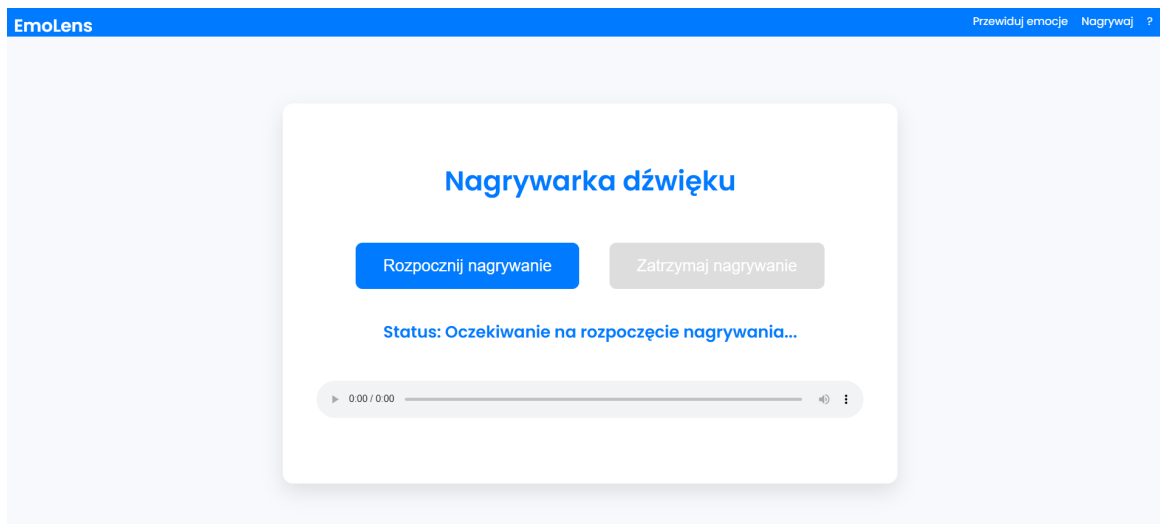 EmoLens
Przewiduj emocje Nagrywaj ?
Nagrywarka dźwięku
Rozpocznij nagrywanie
Zatrzymaj nagrywanie
Status: Oczekiwanie na rozpoczęcie nagrywania...
0:00 / 0:00